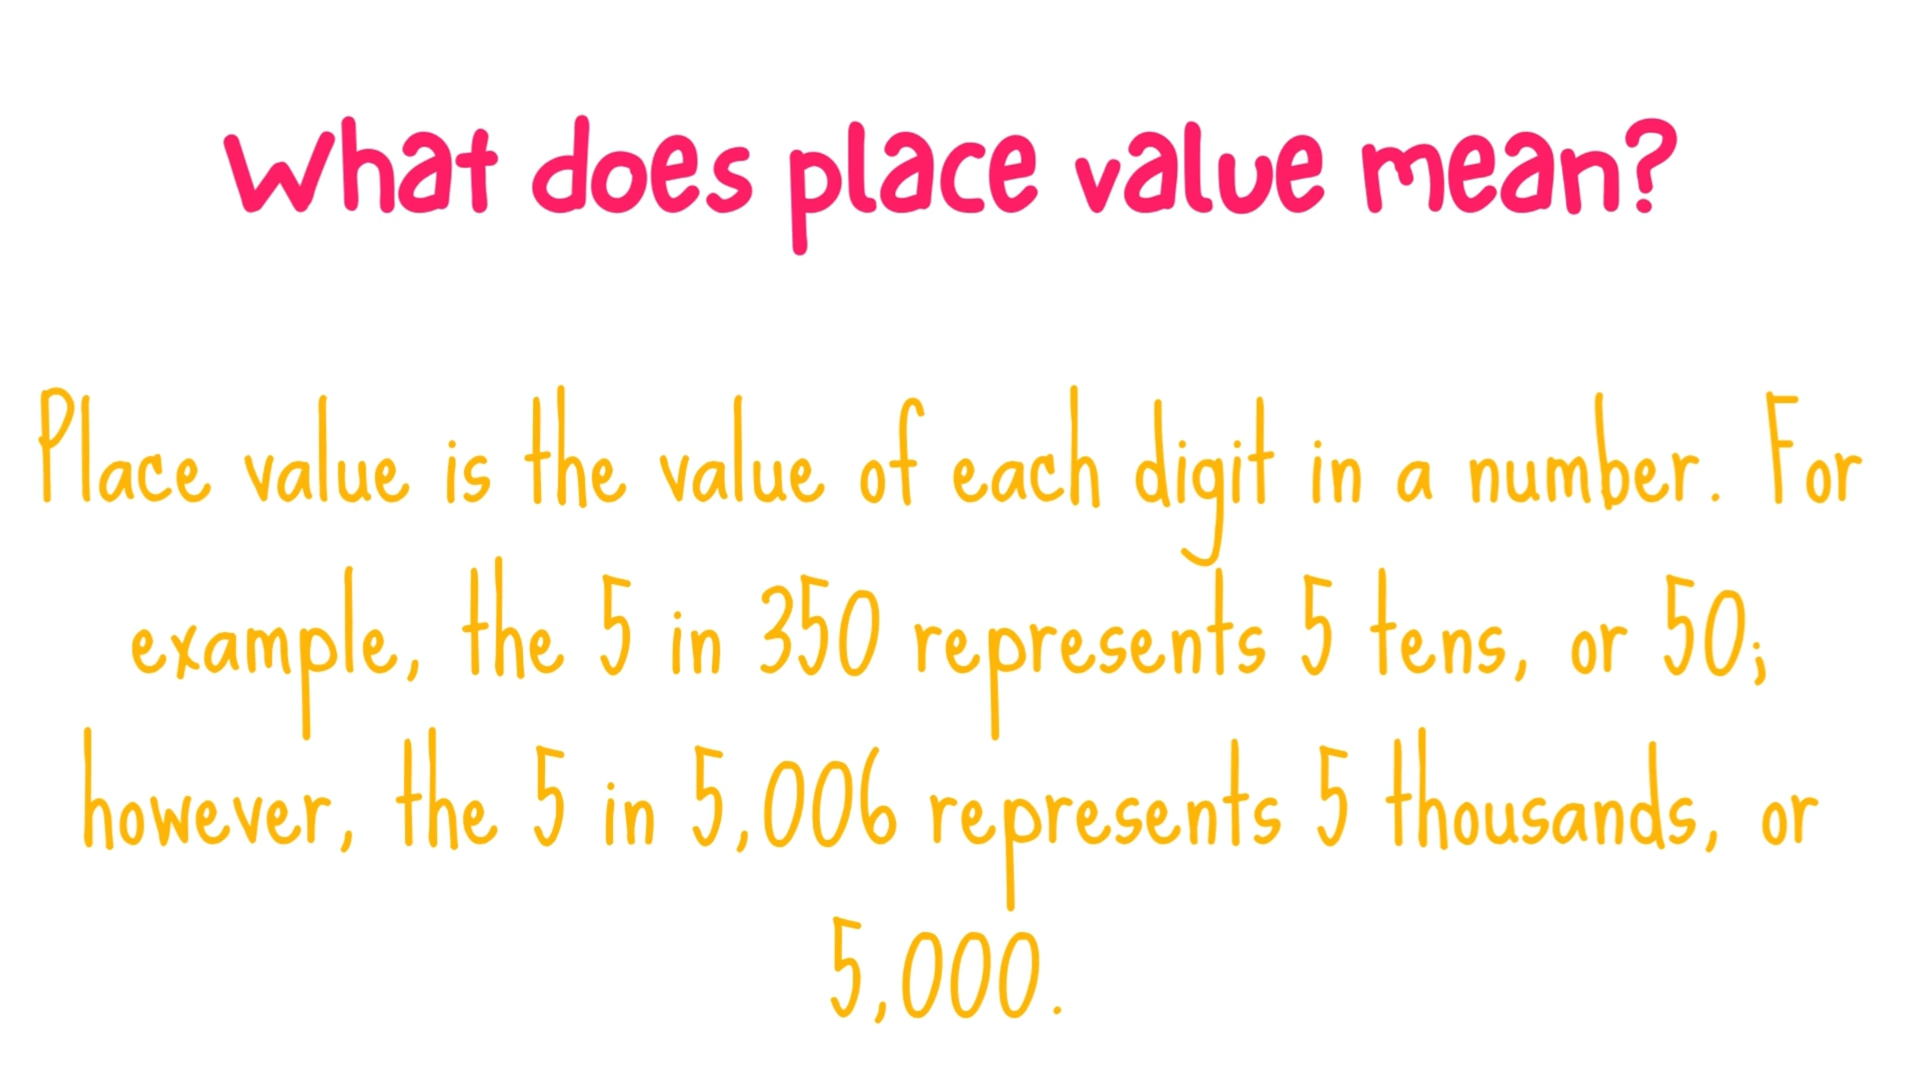 What does place value mean?
Place value is the value of each digit in a number. For
example, the 5 in 350 represents 5 tens, or 50;
however, the 5 in 5,006 represents 5 thousands, or
5,000.